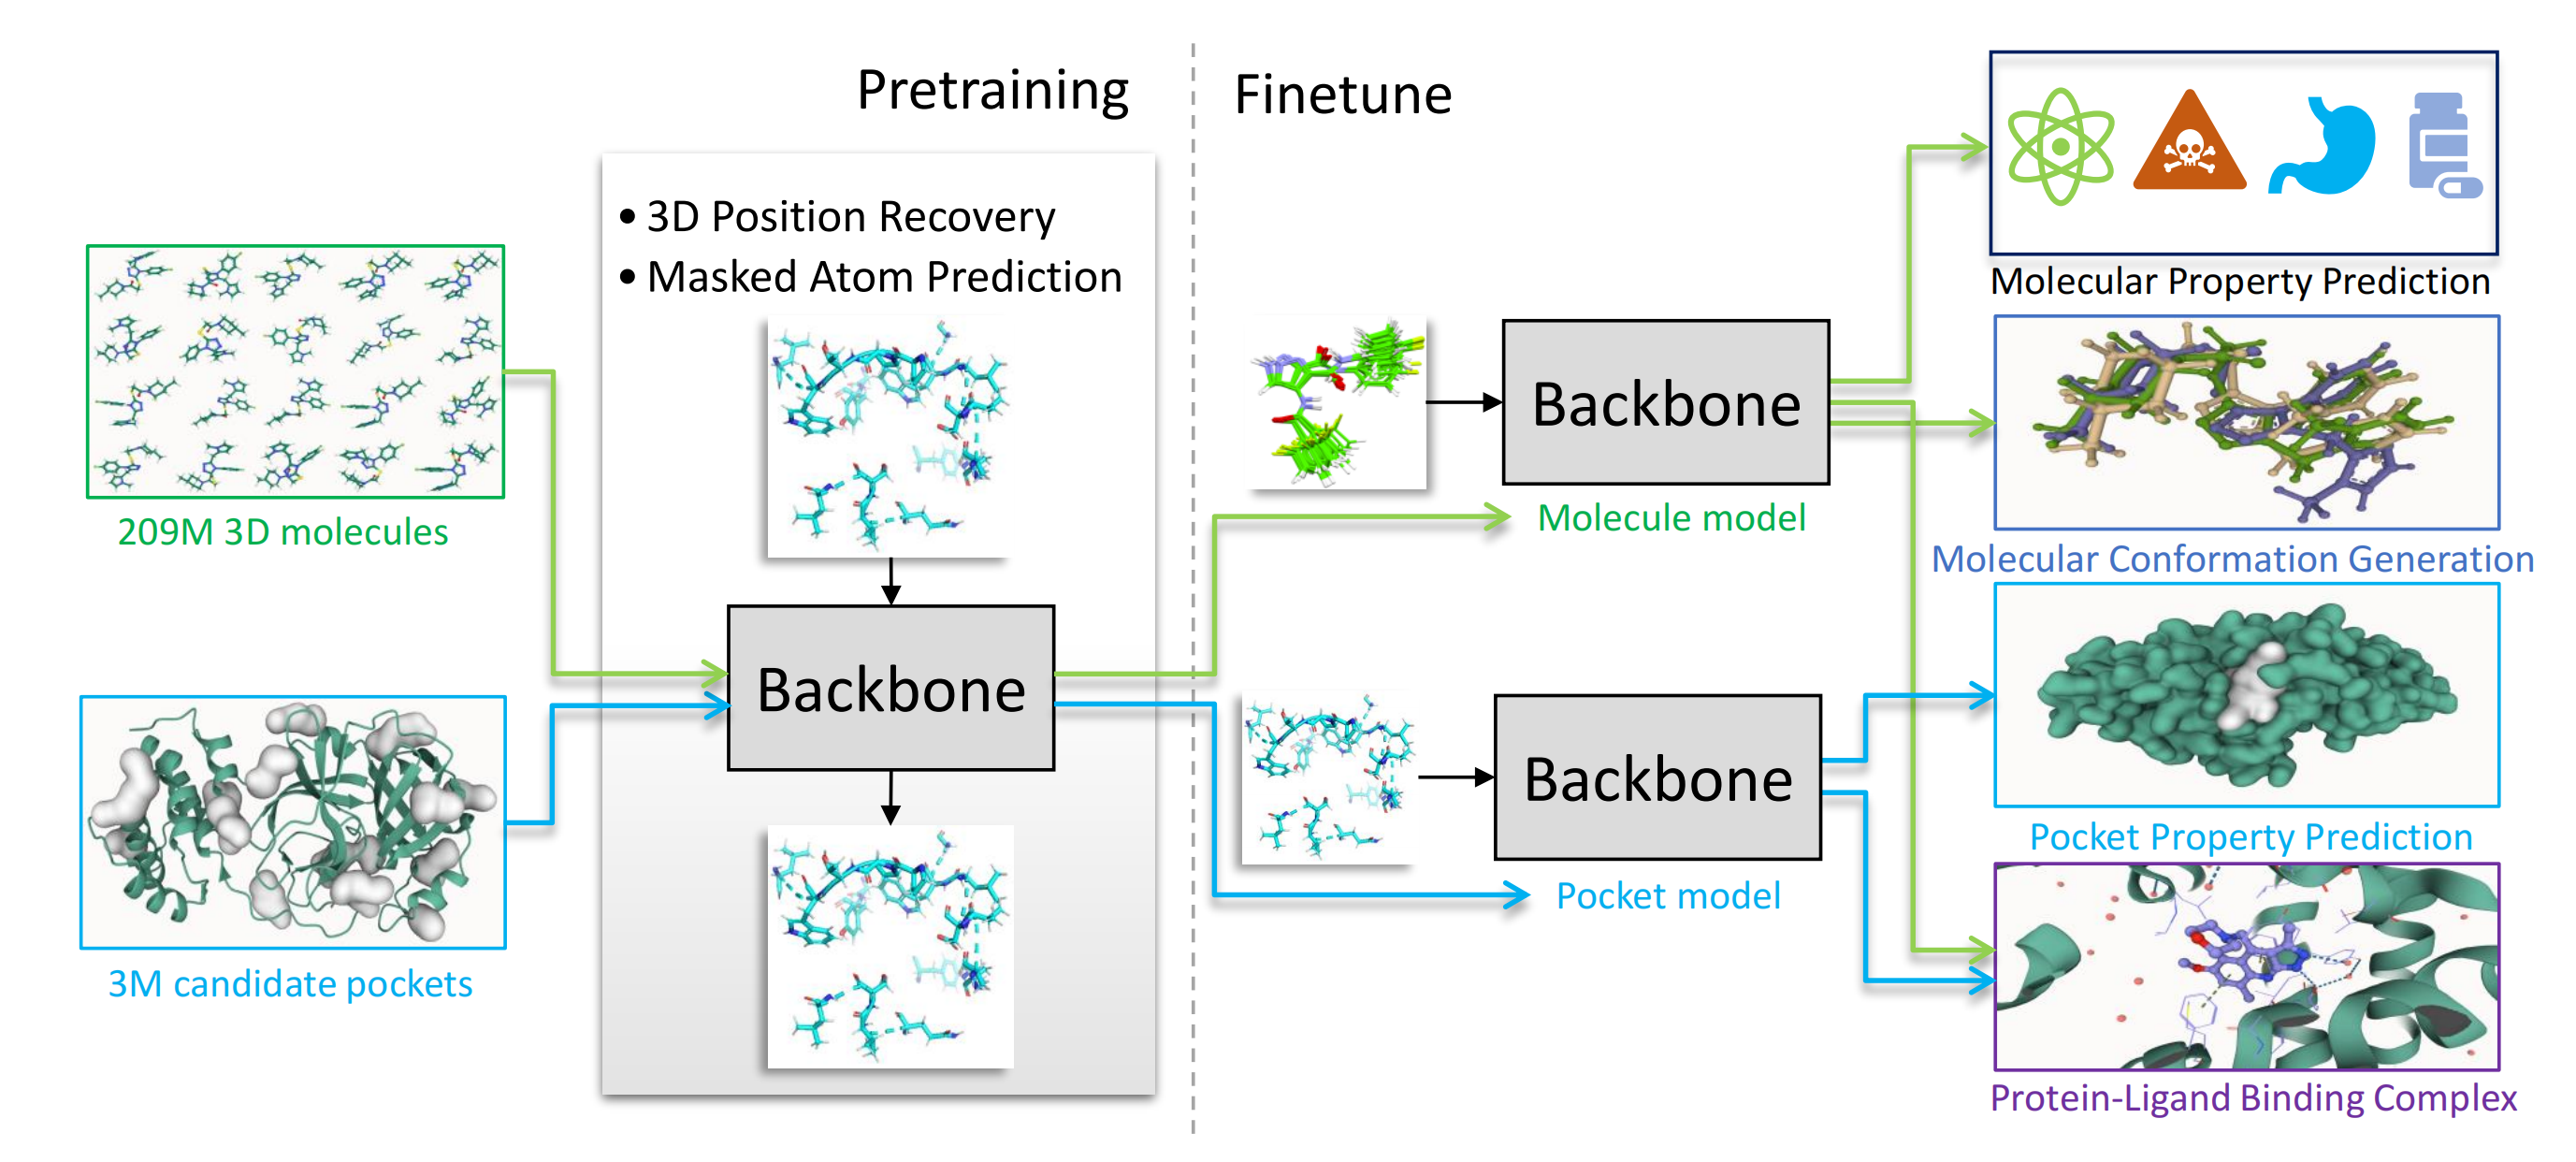 Pretraining
Finetune
• 3D Position Recovery
• Masked Atom Prediction
209M 3D molecules
3M candidate pockets
Backbone
Backbone
Molecule model
Backbone
Pocket model
Molecular Property Prediction
Molecular Conformation Generation
Pocket Property Prediction
Protein-Ligand Binding Complex